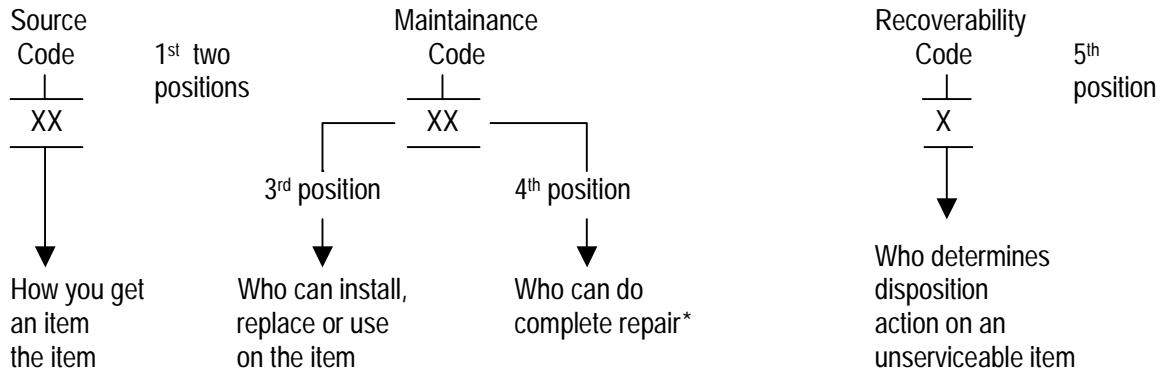 Source
Code
1st two
positions
XX
How you get
an item
the item
Maintainance
Code
XX
3rd position
4th position
Who can install,
replace or use
on the item
Who can do
complete repair*
Recoverability
Code
5th
position
X
Who determines
disposition
action on an
unserviceable item